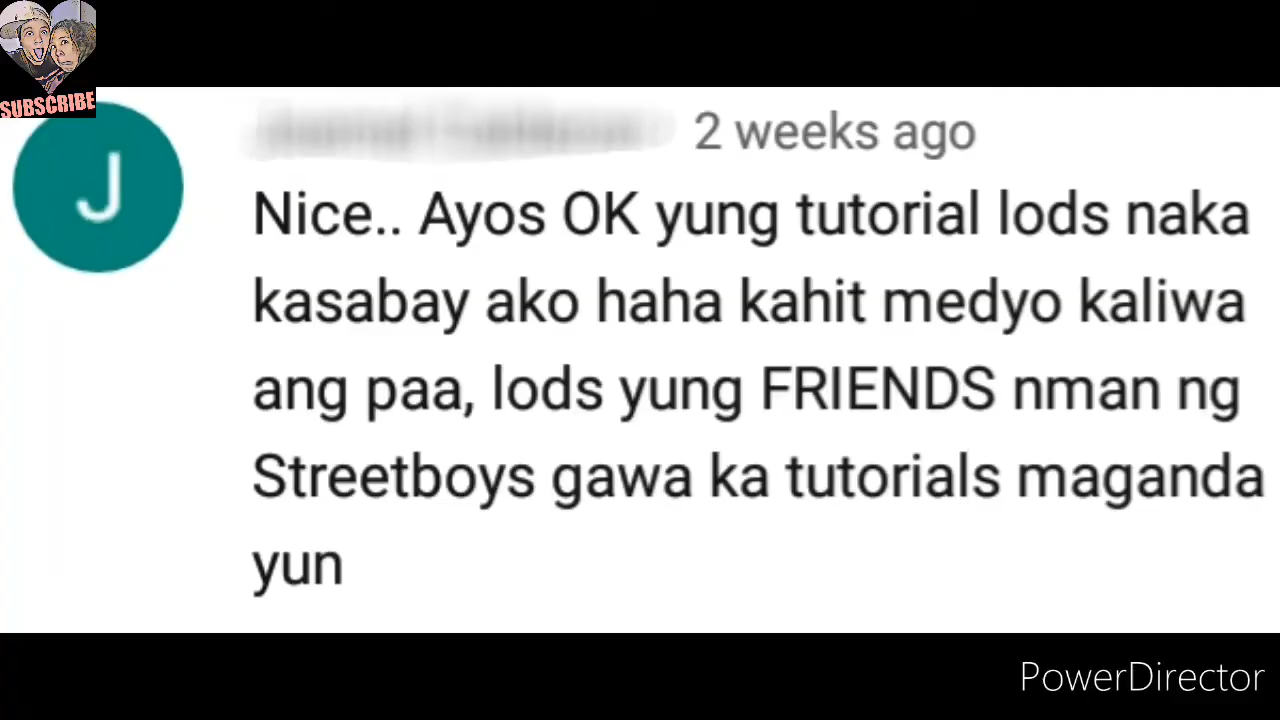 SUBSCRIBE
J
2 weeks ago
Nice.. Ayos OK yung tutorial lods naka
kasabay ako haha kahit medyo kaliwa
ang paa, lods yung FRIENDS nman ng
Streetboys gawa ka tutorials maganda
yun
PowerDirector